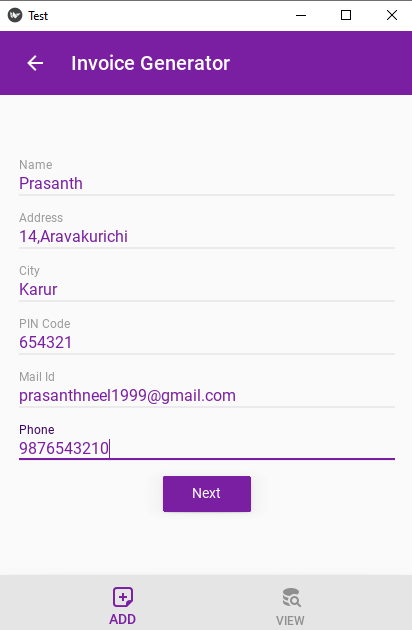 Test
Invoice Generator
Name
Prasanth
Address
14,Aravakurichi
City
Karur
PIN Code
654321
Mail Id
prasanthneel1999@gmail.com
Phone
9876543210
Next
ADD
VIEW